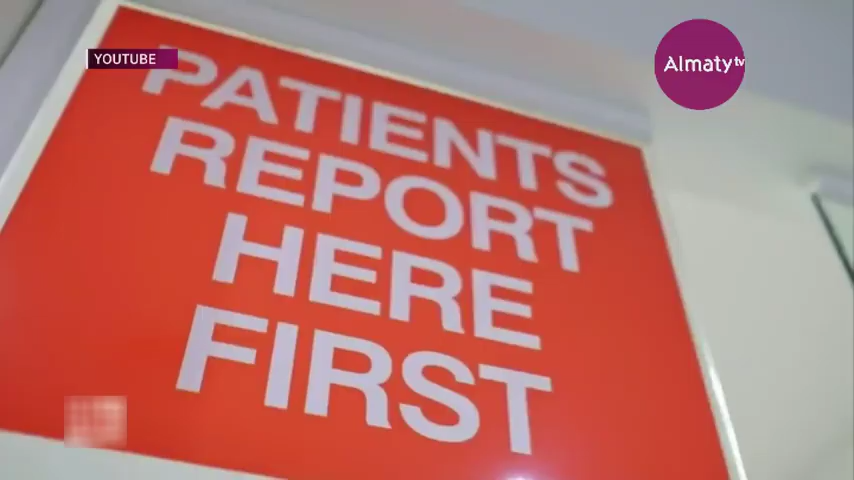 YOUTUBE
Almaty tv
PATIENTS
REPORT
HERE
FIRST